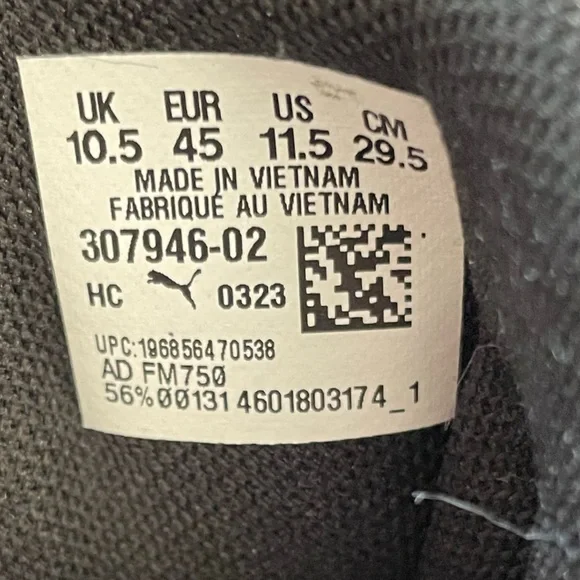 UK EUR US CM
10.5 45 11.5 29.5
MADE IN VIETNAM
FABRIQUÉ AU VIETNAM
307946-02
HC 0323
UPC:196856470538
AD FM750
56%00131 4601803174_1